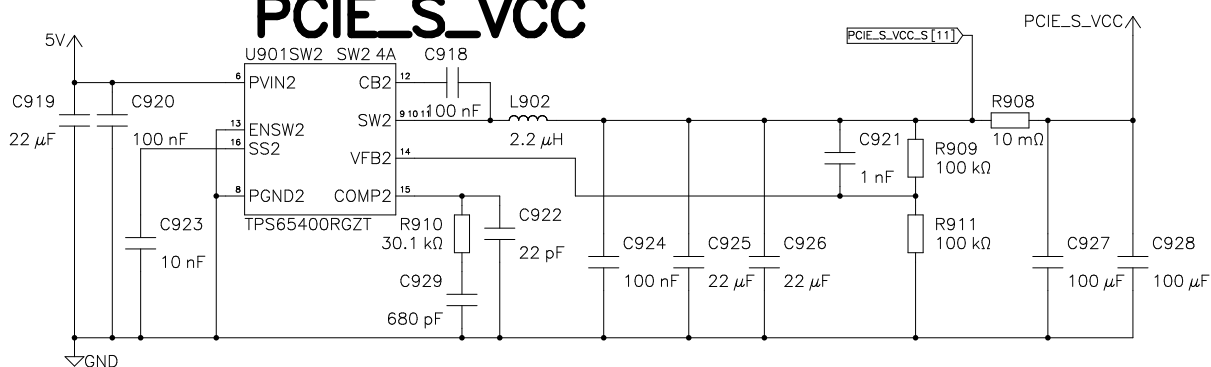 PCIE_S_VCC
PCIE_S_VCC
5V
PCIE_S_VCC_S [11]
U901SW2 SW2 4A
C918
6 PVIN2 CB2 12
100 nF
C919
22 µF
C920
100 nF
L902
2.2 µH
R908
10 mΩ
SW2 9 10 11
13 ENSW2
16 SS2
VFB2 14
C921
1 nF
R909
100 kΩ
8 PGND2 COMP2 15
TPS65400RGZT
C923
10 nF
R910
30.1 kΩ
C922
22 pF
R911
100 kΩ
C924
100 nF
C925
22 µF
C926
22 µF
C927
100 µF
C928
100 µF
C929
680 pF
GND